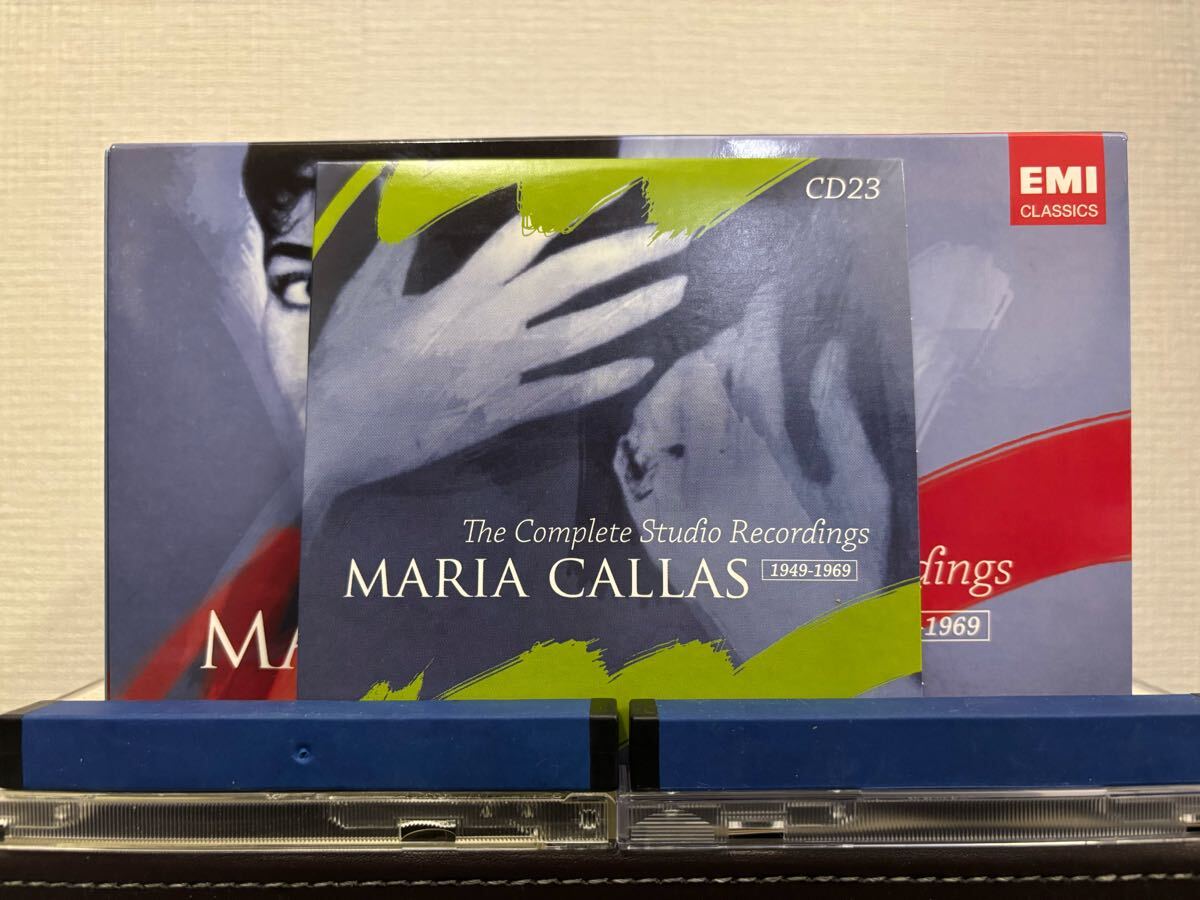 CD23
EMI
CLASSICS
The Complete Studio Recordings
MARIA CALLAS 1949-1969
dings
MA
-1969